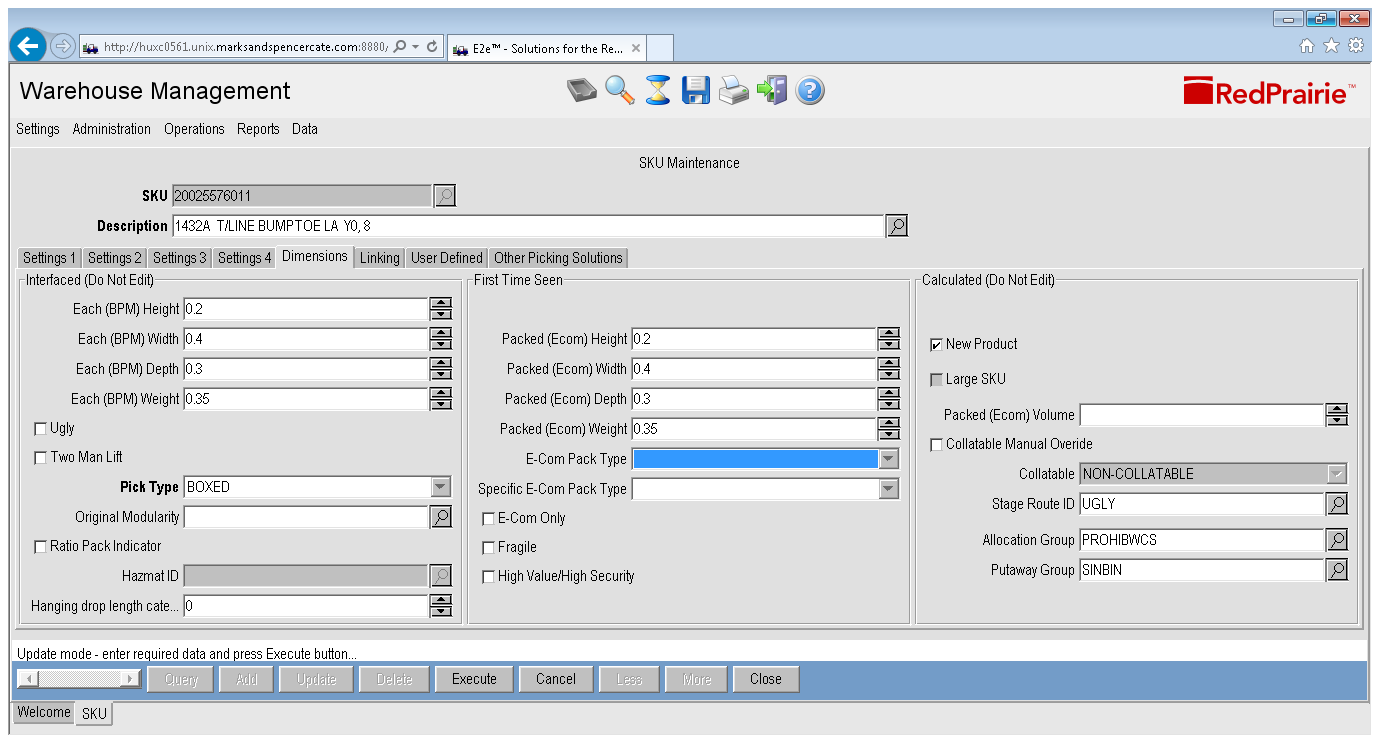 http://huxc0561.unix.marksandspencercate.com:8880,
E2e™ - Solutions for the Re...
Warehouse Management
RedPrairie™
Settings Administration Operations Reports Data
SKU Maintenance
SKU 20025576011
Description 1432A T/LINE BUMPTOE LA Y0, 8
Settings 1 Settings 2 Settings 3 Settings 4 Dimensions Linking User Defined Other Picking Solutions
Interfaced (Do Not Edit)
Each (BPM) Height 0.2
Each (BPM) Width 0.4
Each (BPM) Depth 0.3
Each (BPM) Weight 0.35
Ugly
Two Man Lift
Pick Type BOXED
Original Modularity
Ratio Pack Indicator
Hazmat ID
Hanging drop length cate... 0
First Time Seen
Packed (Ecom) Height 0.2
Packed (Ecom) Width 0.4
Packed (Ecom) Depth 0.3
Packed (Ecom) Weight 0.35
E-Com Pack Type
Specific E-Com Pack Type
E-Com Only
Fragile
High Value/High Security
Calculated (Do Not Edit)
New Product
Large SKU
Packed (Ecom) Volume
Collatable Manual Overide
Collatable NON-COLLATABLE
Stage Route ID UGLY
Allocation Group PROHIBWCS
Putaway Group SINBIN
Update mode - enter required data and press Execute button...
Query Add Update Delete Execute Cancel Less More Close
Welcome SKU